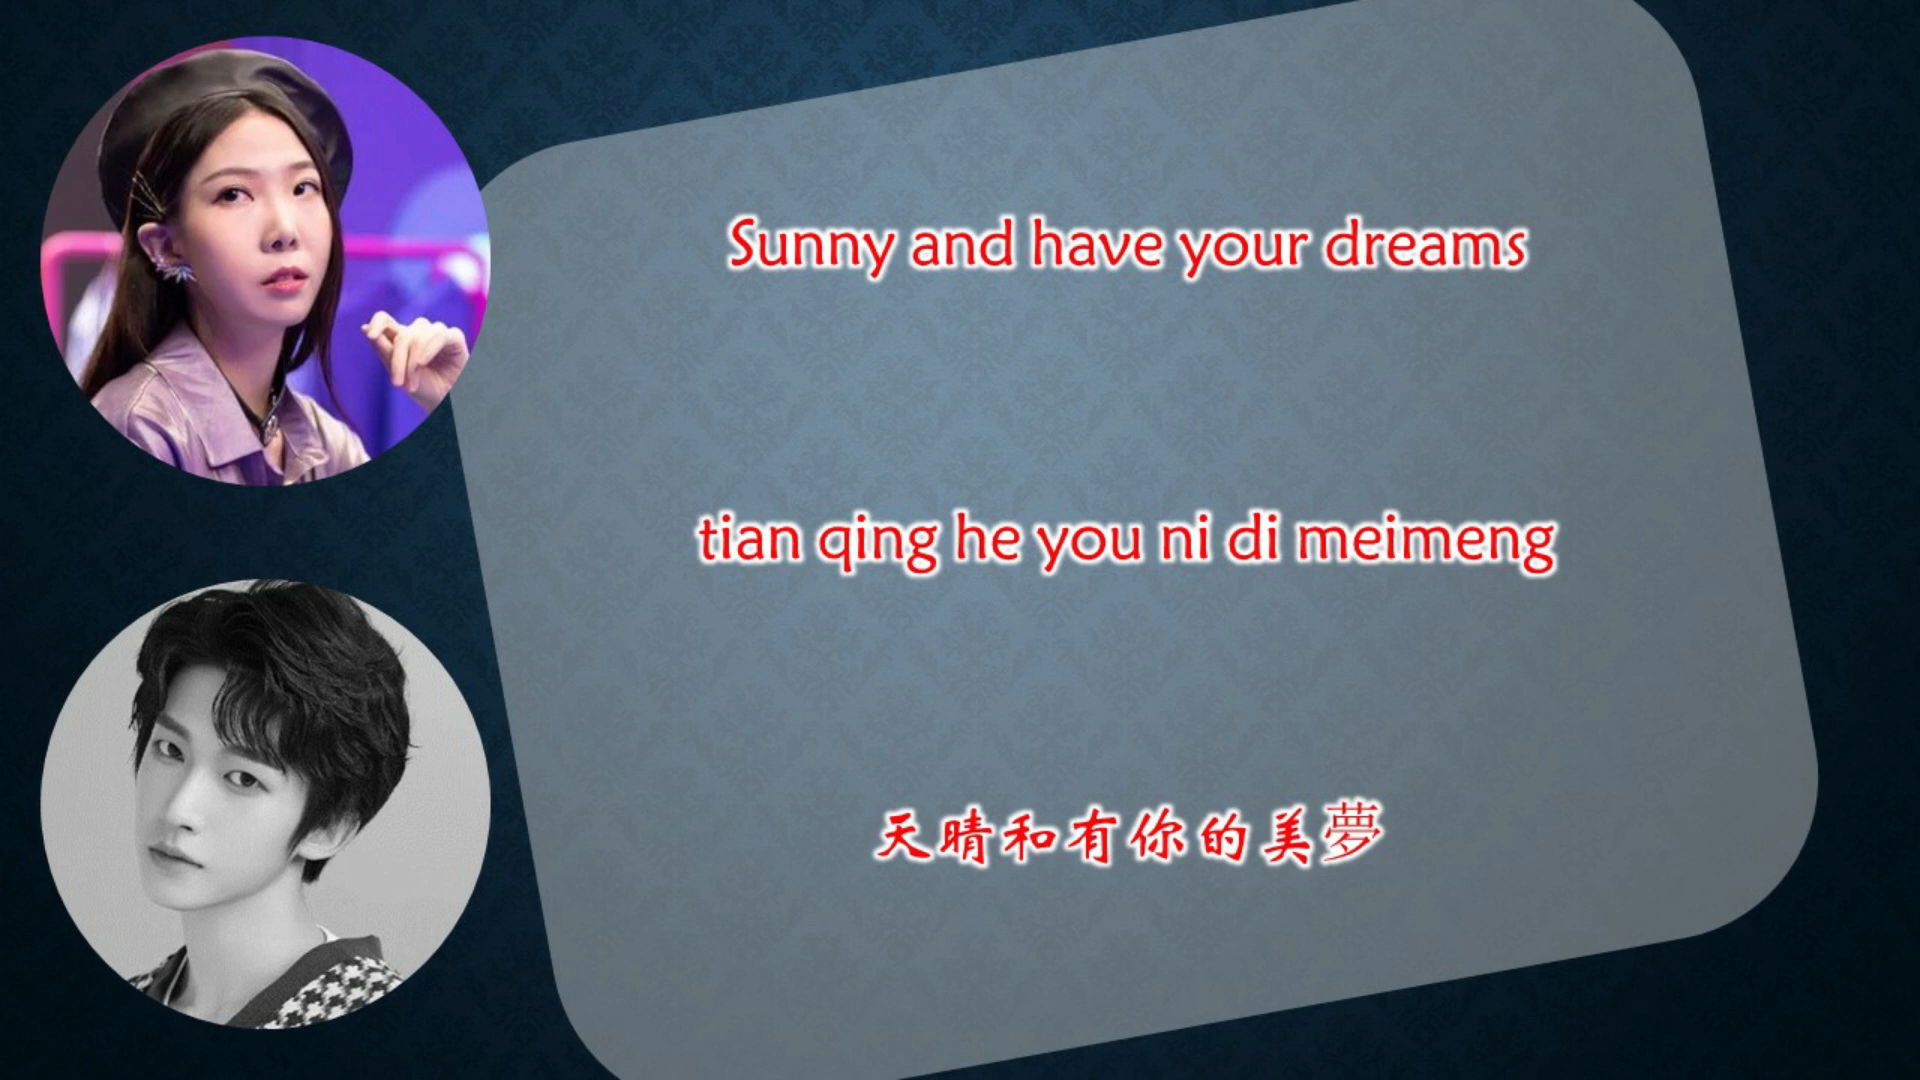 Sunny and have your dreams
tian qing he you ni di meimeng
天晴和有你的美夢